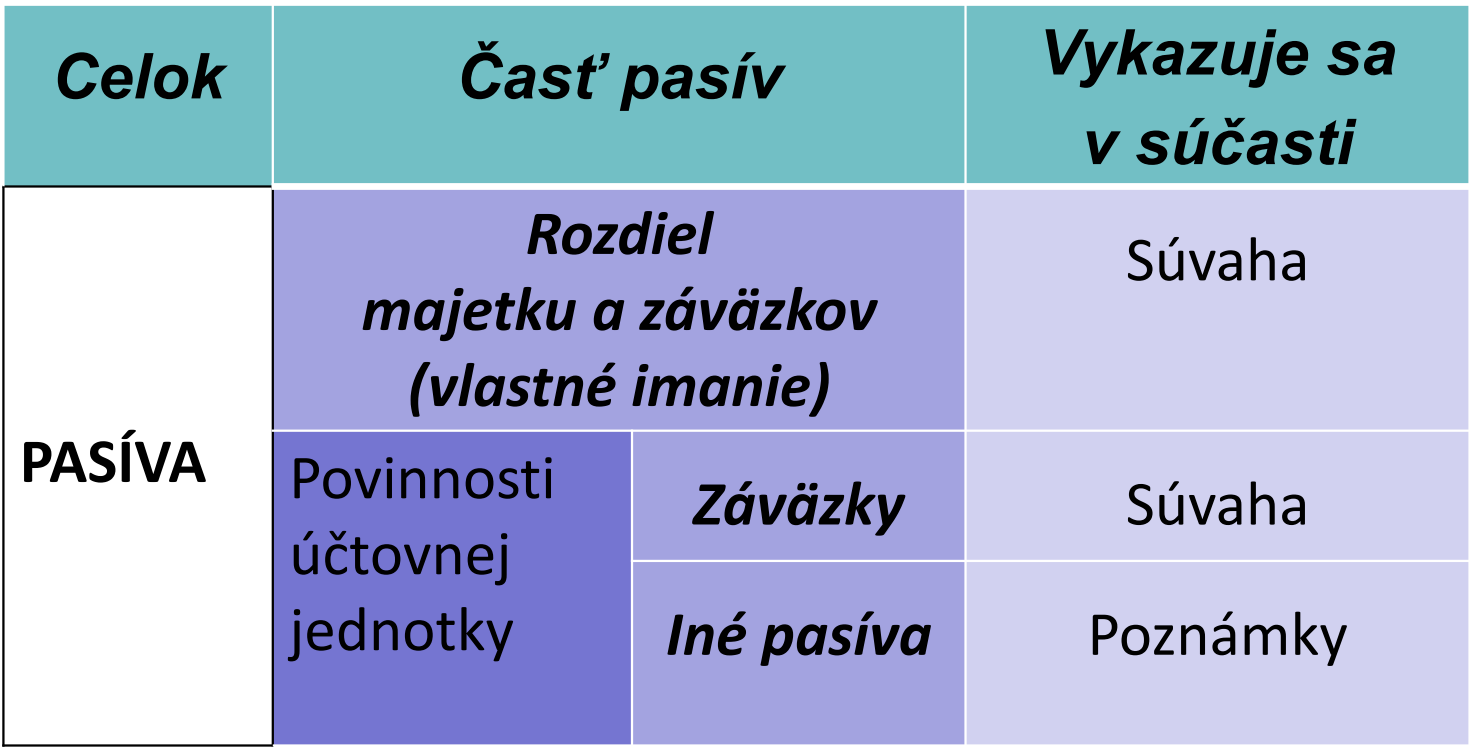 Celok
Časť pasív
Vykazuje sa
v súčasti
PASÍVA
Rozdiel
majetku a záväzkov
(vlastné imanie)
Súvaha
Povinnosti
účtovnej
jednotky
Záväzky
Súvaha
Iné pasíva
Poznámky